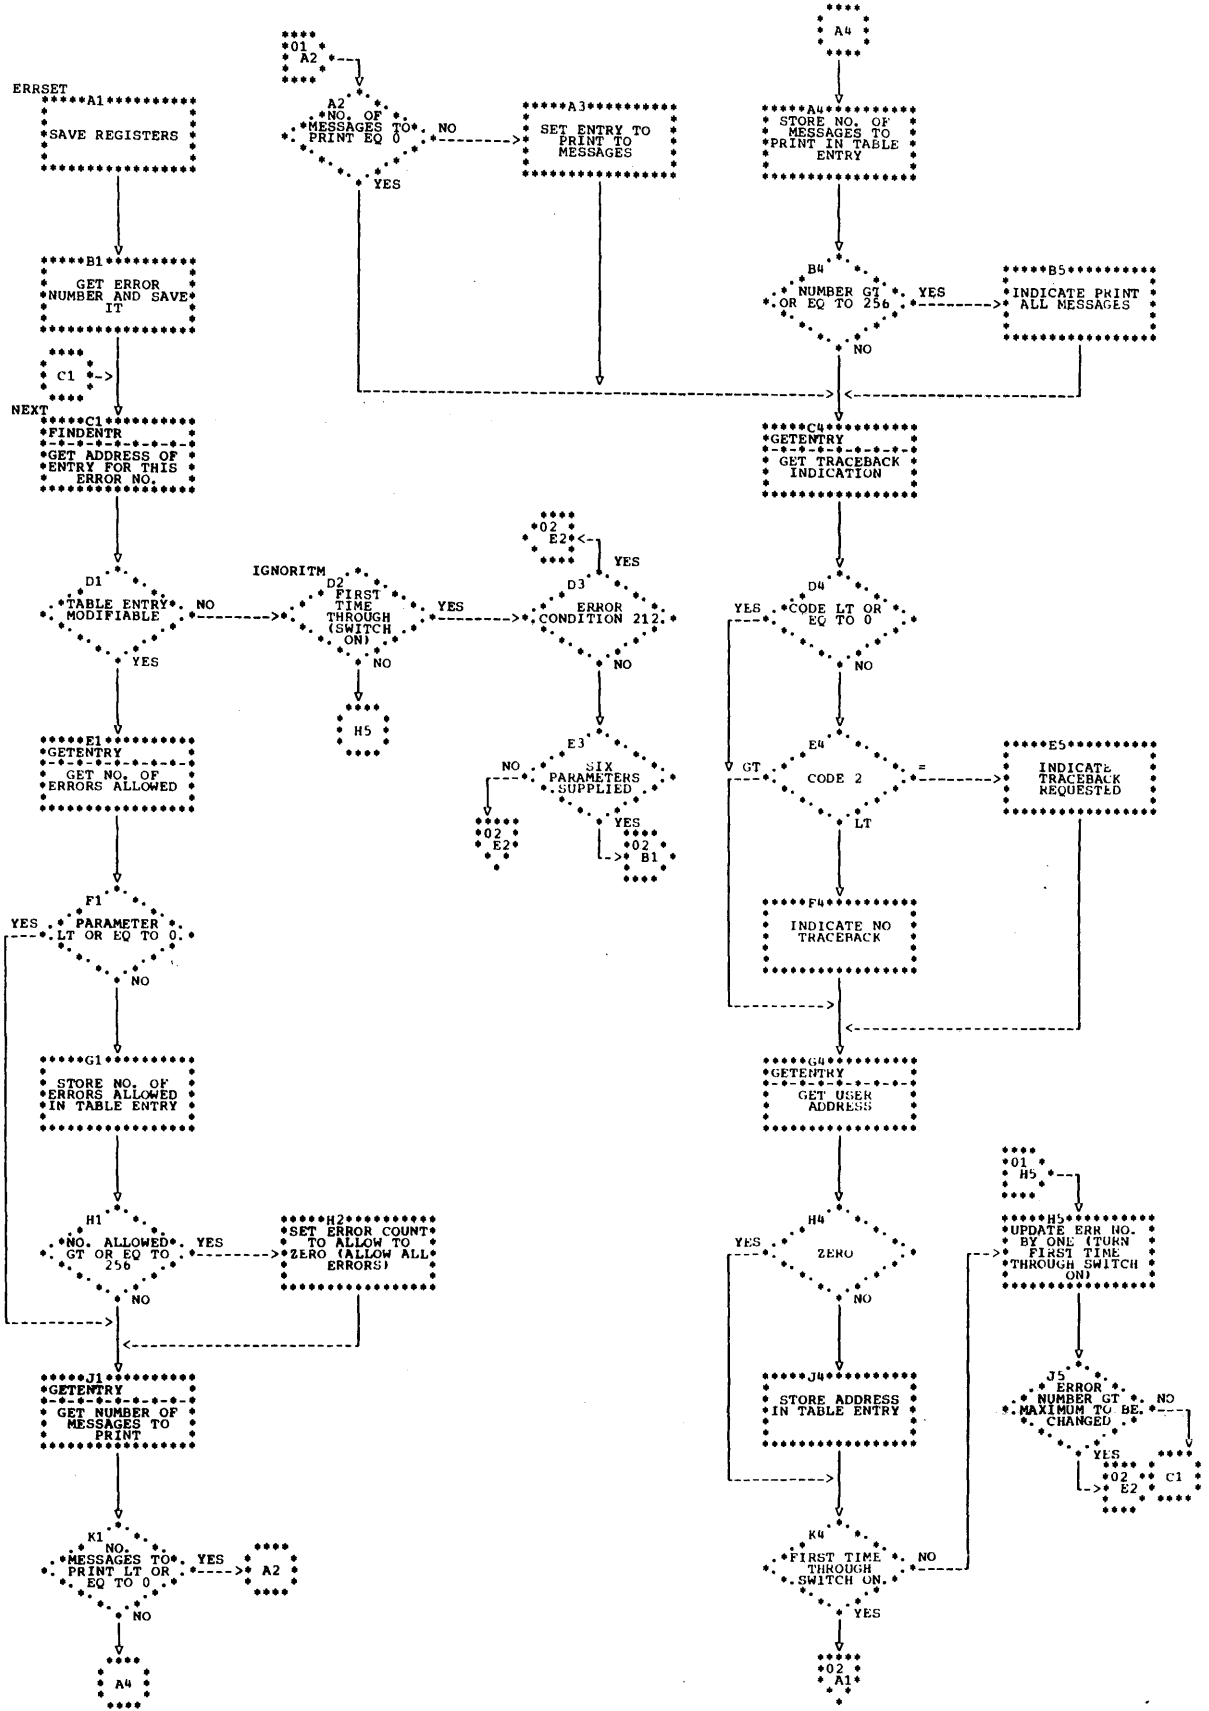 ERRSET
A1
SAVE REGISTERS
B1
GET ERROR
NUMBER AND SAVE
IT
C1
NEXT
C1
FINDENTR
GET ADDRESS OF
ENTRY FOR THIS
ERROR NO.
D1
TABLE ENTRY
MODIFIABLE
NO
YES
E1
GETENTRY
GET NO. OF
ERRORS ALLOWED
F1
PARAMETER
LT OR EQ TO 0
YES
NO
G1
STORE NO. OF
ERRORS ALLOWED
IN TABLE ENTRY
H1
NO. ALLOWED
GT OR EQ TO
256
YES
NO
H2
SET ERROR COUNT
TO ALLOW TO
ZERO (ALLOW ALL
ERRORS)
J1
GETENTRY
GET NUMBER OF
MESSAGES TO
PRINT
K1
NO.
MESSAGES TO
PRINT LT OR
EQ TO 0
YES
A2
NO
A4
01
A2
A2
NO. OF
MESSAGES TO
PRINT EQ 0
NO
YES
A3
SET ENTRY TO
PRINT TO
MESSAGES
IGNORITM
D2
FIRST
TIME
THROUGH
(SWITCH
ON)
YES
NO
H5
02
E2
YES
D3
ERROR
CONDITION 212
NO
E3
SIX
PARAMETERS
SUPPLIED
NO
YES
02
E2
02
B1
A4
A4
STORE NO. OF
MESSAGES TO
PRINT IN TABLE
ENTRY
B4
NUMBER GT
OR EQ TO 256
YES
NO
B5
INDICATE PRINT
ALL MESSAGES
C4
GETENTRY
GET TRACEBACK
INDICATION
D4
CODE LT OR
EQ TO 0
YES
NO
E4
CODE 2
GT
=
LT
E5
INDICATE
TRACEBACK
REQUESTED
F4
INDICATE NO
TRACEBACK
G4
GETENTRY
GET USER
ADDRESS
H4
ZERO
YES
NO
J4
STORE ADDRESS
IN TABLE ENTRY
K4
FIRST TIME
THROUGH
SWITCH ON
NO
YES
02
A1
01
H5
H5
UPDATE ERR NO.
BY ONE (TURN
FIRST TIME
THROUGH SWITCH
ON)
J5
ERROR
NUMBER GT
MAXIMUM TO BE
CHANGED
NO
YES
02
E2
C1